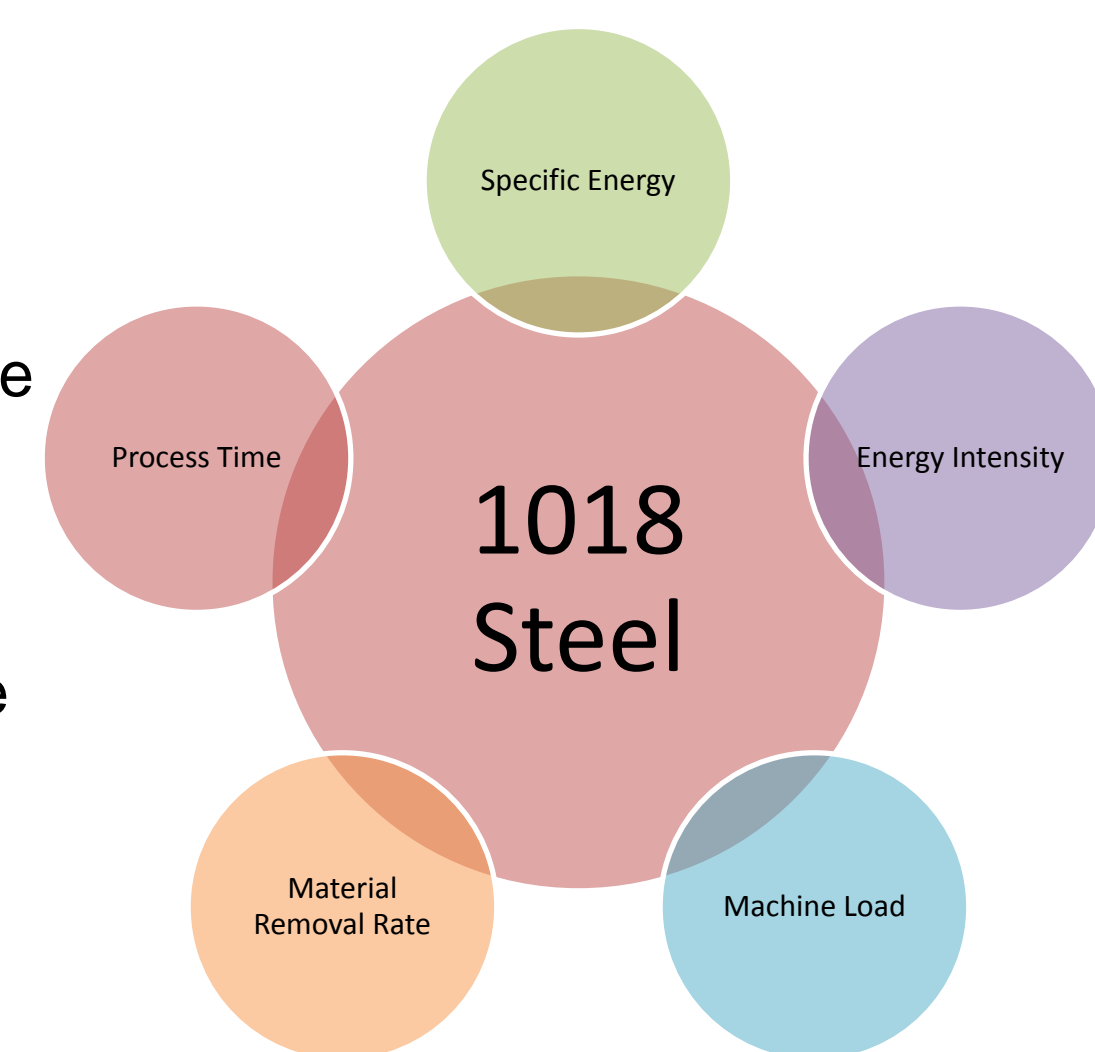 Specific Energy
e
Process Time
Energy Intensity
1018
Steel
e
Material
Removal Rate
Machine Load